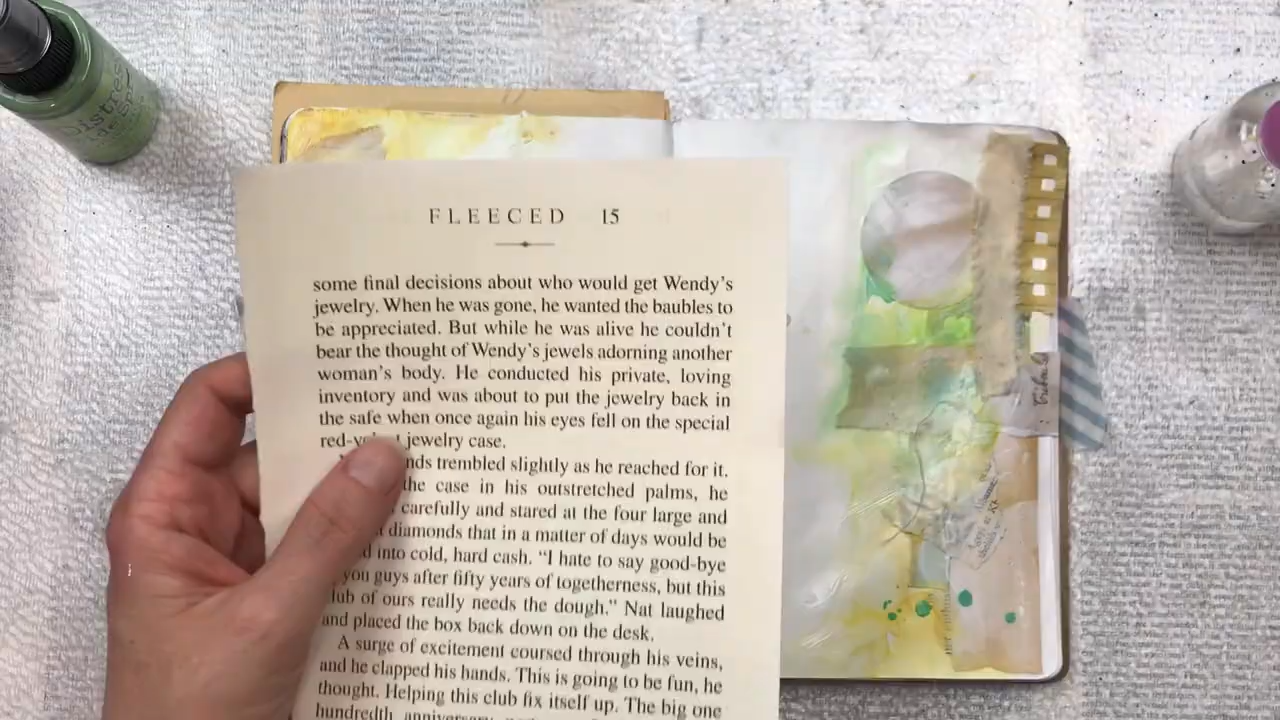 Distress
FLEECED 15
some final decisions about who would get Wendy's
jewelry. When he was gone, he wanted the baubles to
be appreciated. But while he was alive he couldn't
bear the thought of Wendy's jewels adorning another
woman's body. He conducted his private, loving
inventory and was about to put the jewelry back in
the safe when once again his eyes fell on the special
jewelry case.
trembled slightly as he reached for it.
the case in his outstretched palms, he
carefully and stared at the four large and
diamonds that in a matter of days would be
into cold, hard cash. "I hate to say good-bye
you guys after fifty years of togetherness, but this
of ours really needs the dough." Nat laughed
and placed the box back down on the desk.
A surge of excitement coursed through his veins,
and he clapped his hands. This is going to be fun, he
thought. Helping this club fix itself up. The big one
hundredth